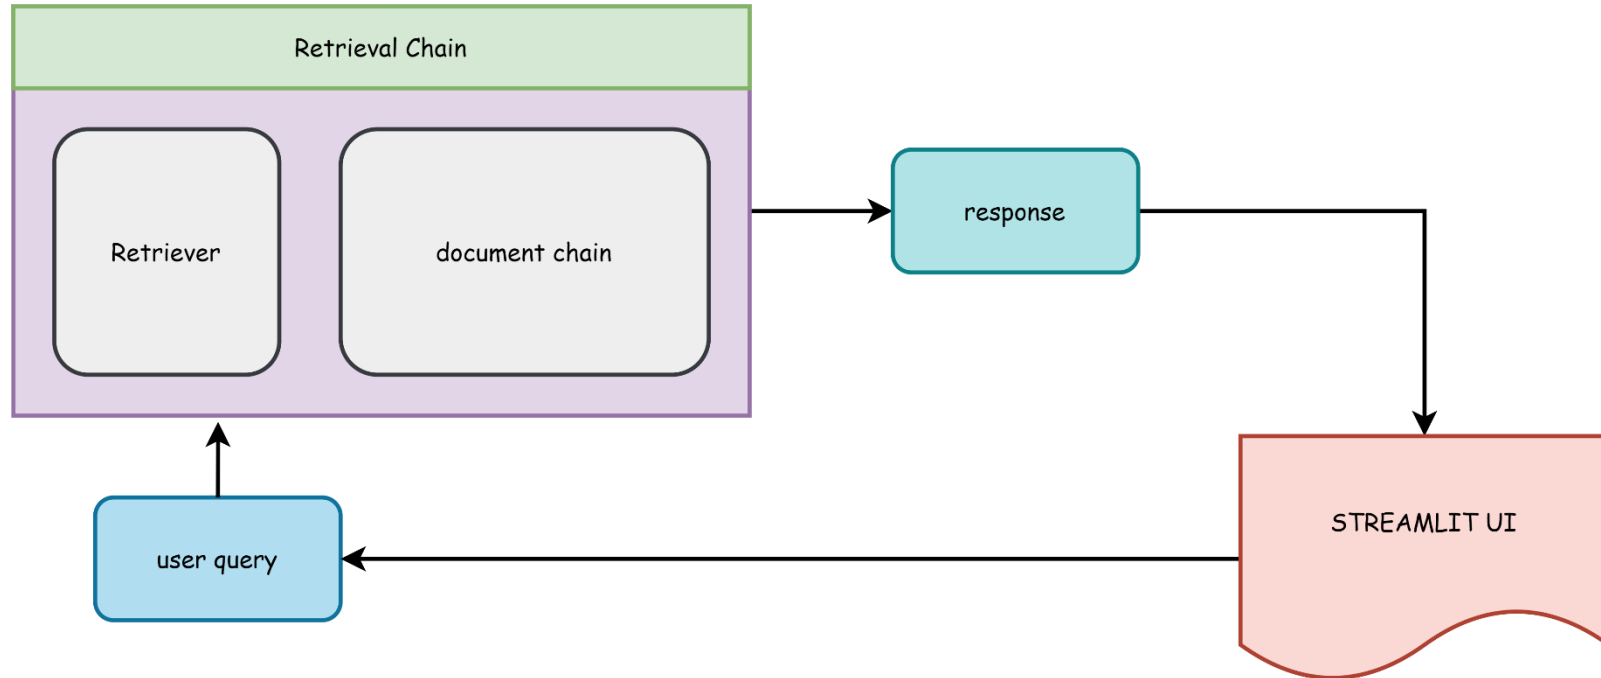 Retrieval Chain
Retriever
document chain
response
user query
STREAMLIT UI